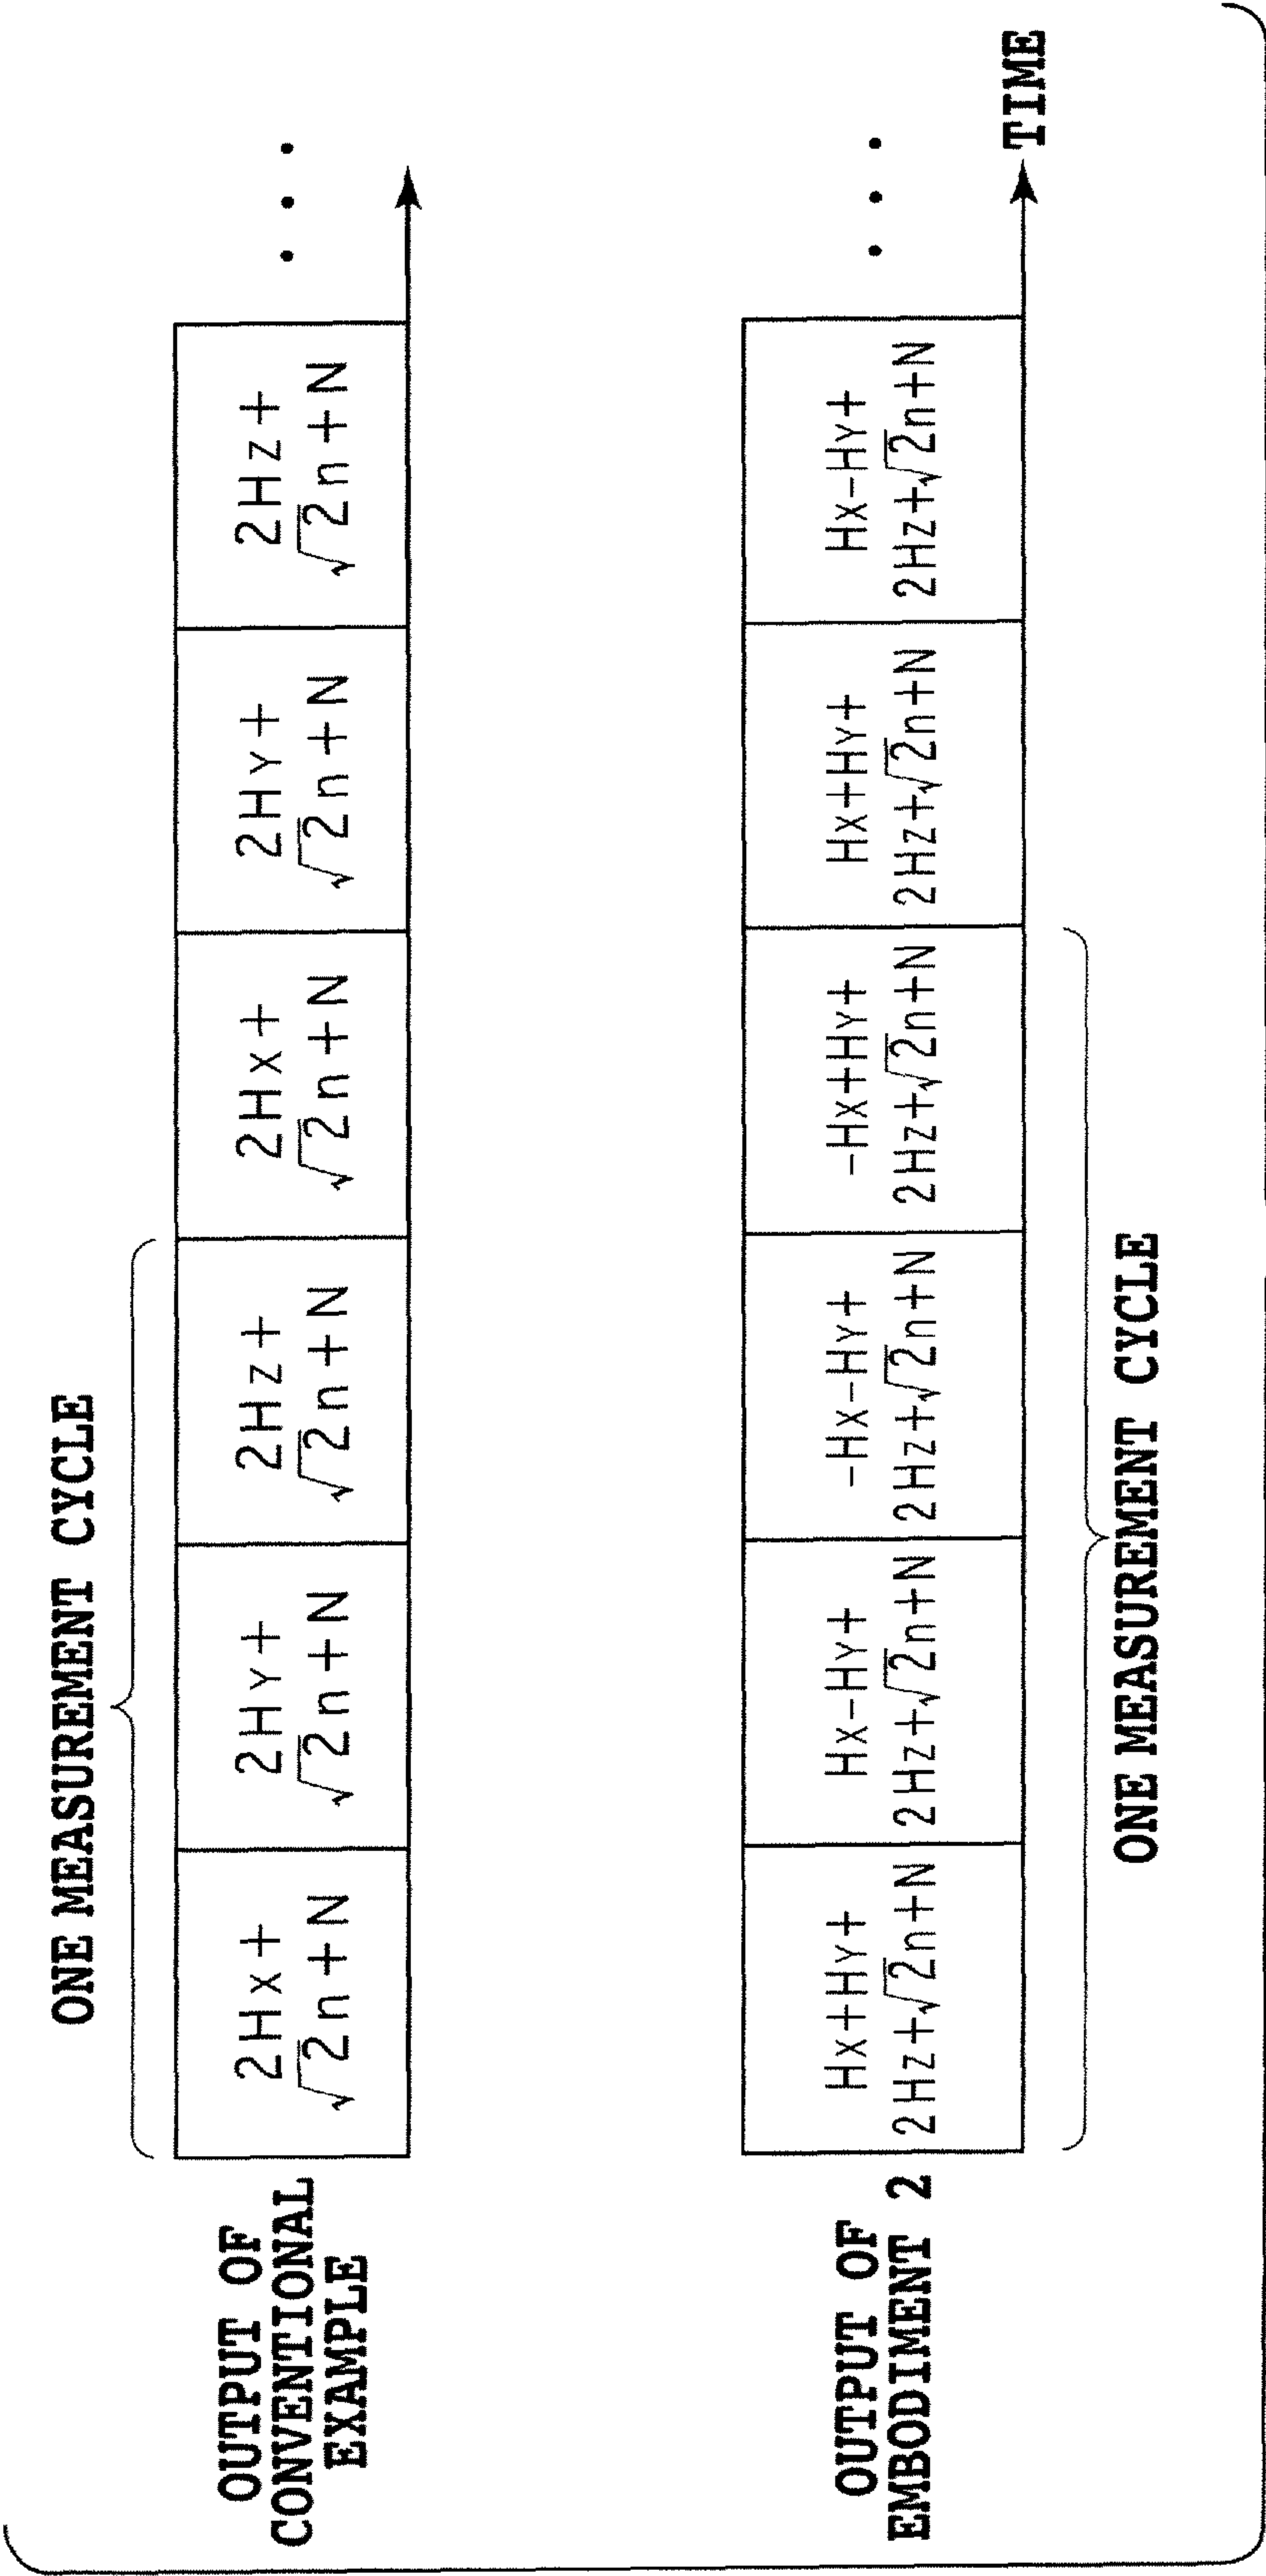 ONE MEASUREMENT CYCLE
OUTPUT OF
CONVENTIONAL
EXAMPLE
2Hx+
√2n+N
2Hy+
√2n+N
2Hz+
√2n+N
2Hx+
√2n+N
2Hy+
√2n+N
2Hz+
√2n+N
• • •
OUTPUT OF
EMBODIMENT 2
Hx+Hy+
2Hz+√2n+N
Hx−Hy+
2Hz+√2n+N
−Hx−Hy+
2Hz+√2n+N
−Hx+Hy+
2Hz+√2n+N
Hx+Hy+
2Hz+√2n+N
Hx−Hy+
2Hz+√2n+N
• • •
TIME
ONE MEASUREMENT CYCLE